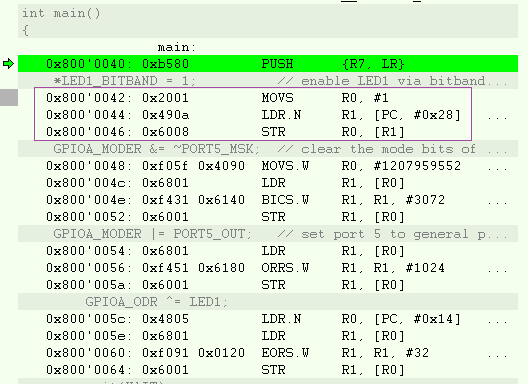 int main()
{
main:
0x800'0040: 0xb580 PUSH {R7, LR}
*LED1_BITBAND = 1; // enable LED1 via bitband...
0x800'0042: 0x2001 MOVS R0, #1
0x800'0044: 0x490a LDR.N R1, [PC, #0x28] ...
0x800'0046: 0x6008 STR R0, [R1]
GPIOA_MODER &= ~PORT5_MSK; // clear the mode bits of ...
0x800'0048: 0xf05f 0x4090 MOVS.W R0, #1207959552 ...
0x800'004c: 0x6801 LDR R1, [R0]
0x800'004e: 0xf431 0x6140 BICS.W R1, R1, #3072 ...
0x800'0052: 0x6001 STR R1, [R0]
GPIOA_MODER |= PORT5_OUT; // set port 5 to general p...
0x800'0054: 0x6801 LDR R1, [R0]
0x800'0056: 0xf451 0x6180 ORRS.W R1, R1, #1024 ...
0x800'005a: 0x6001 STR R1, [R0]
GPIOA_ODR ^= LED1;
0x800'005c: 0x4805 LDR.N R0, [PC, #0x14] ...
0x800'005e: 0x6801 LDR R1, [R0]
0x800'0060: 0xf091 0x0120 EORS.W R1, R1, #32 ...
0x800'0064: 0x6001 STR R1, [R0]